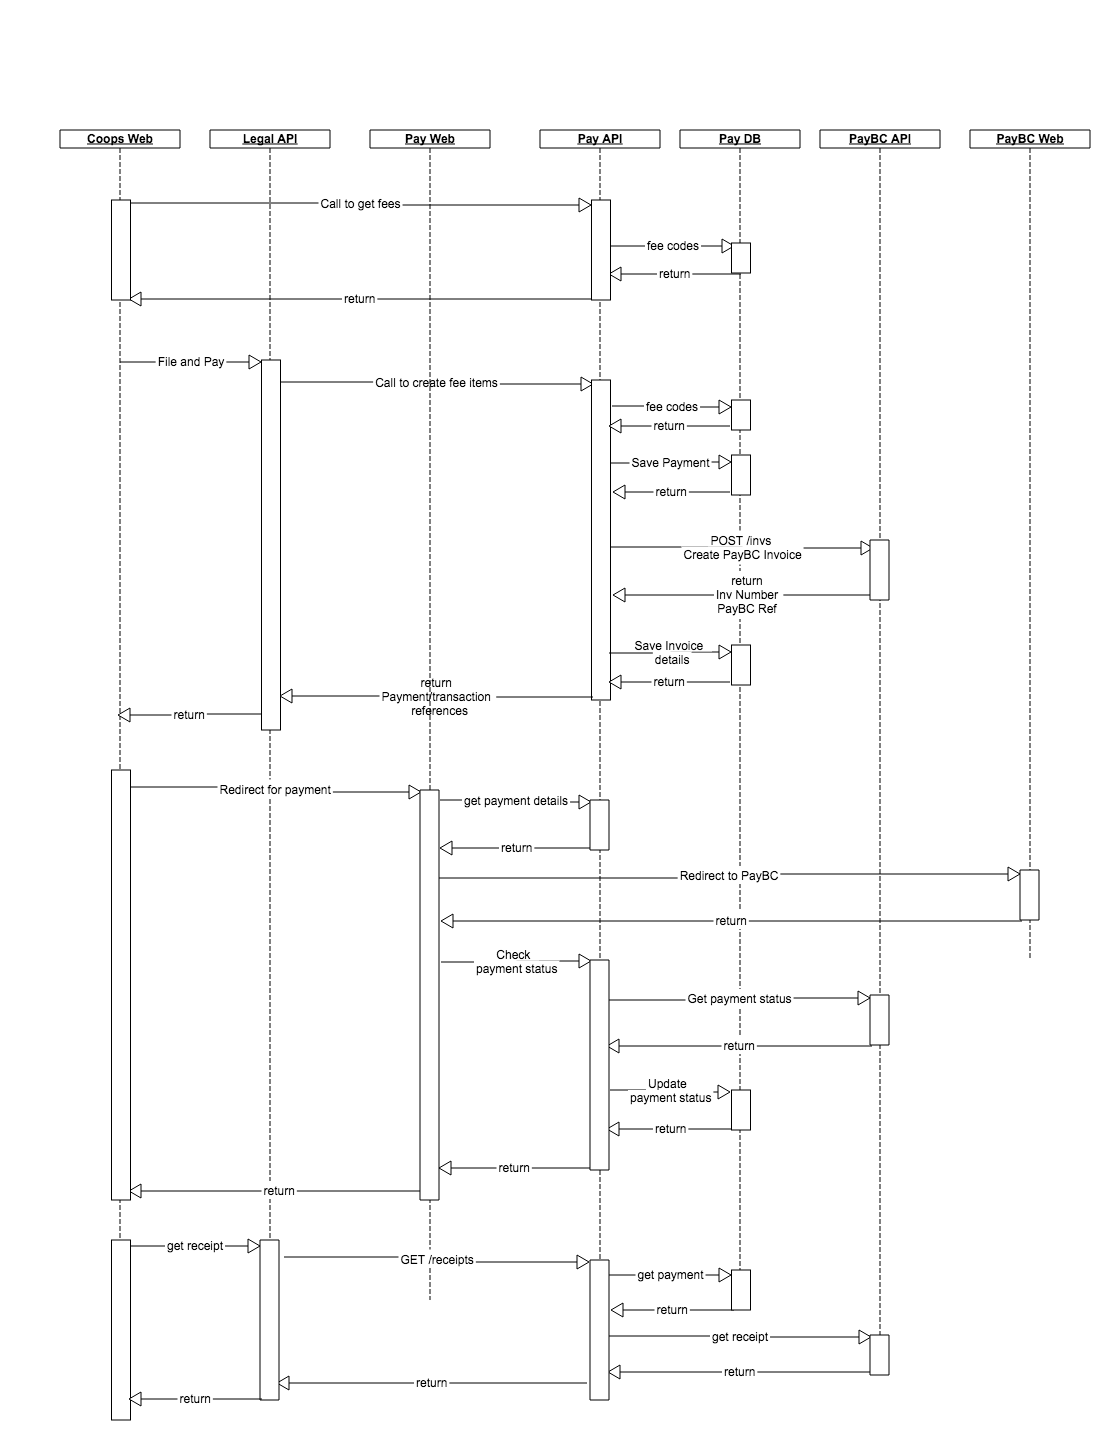 Coops Web
Legal API
Pay Web
Pay API
Pay DB
PayBC API
PayBC Web
Call to get fees
fee codes
return
return
File and Pay
Call to create fee items
fee codes
return
Save Payment
return
POST /invs
Create PayBC Invoice
return
Inv Number
PayBC Ref
Save Invoice
details
return
return
Payment/transaction
references
return
Redirect for payment
get payment details
return
Redirect to PayBC
return
Check
payment status
Get payment status
return
Update
payment status
return
return
return
get receipt
GET /receipts
get payment
return
get receipt
return
return
return